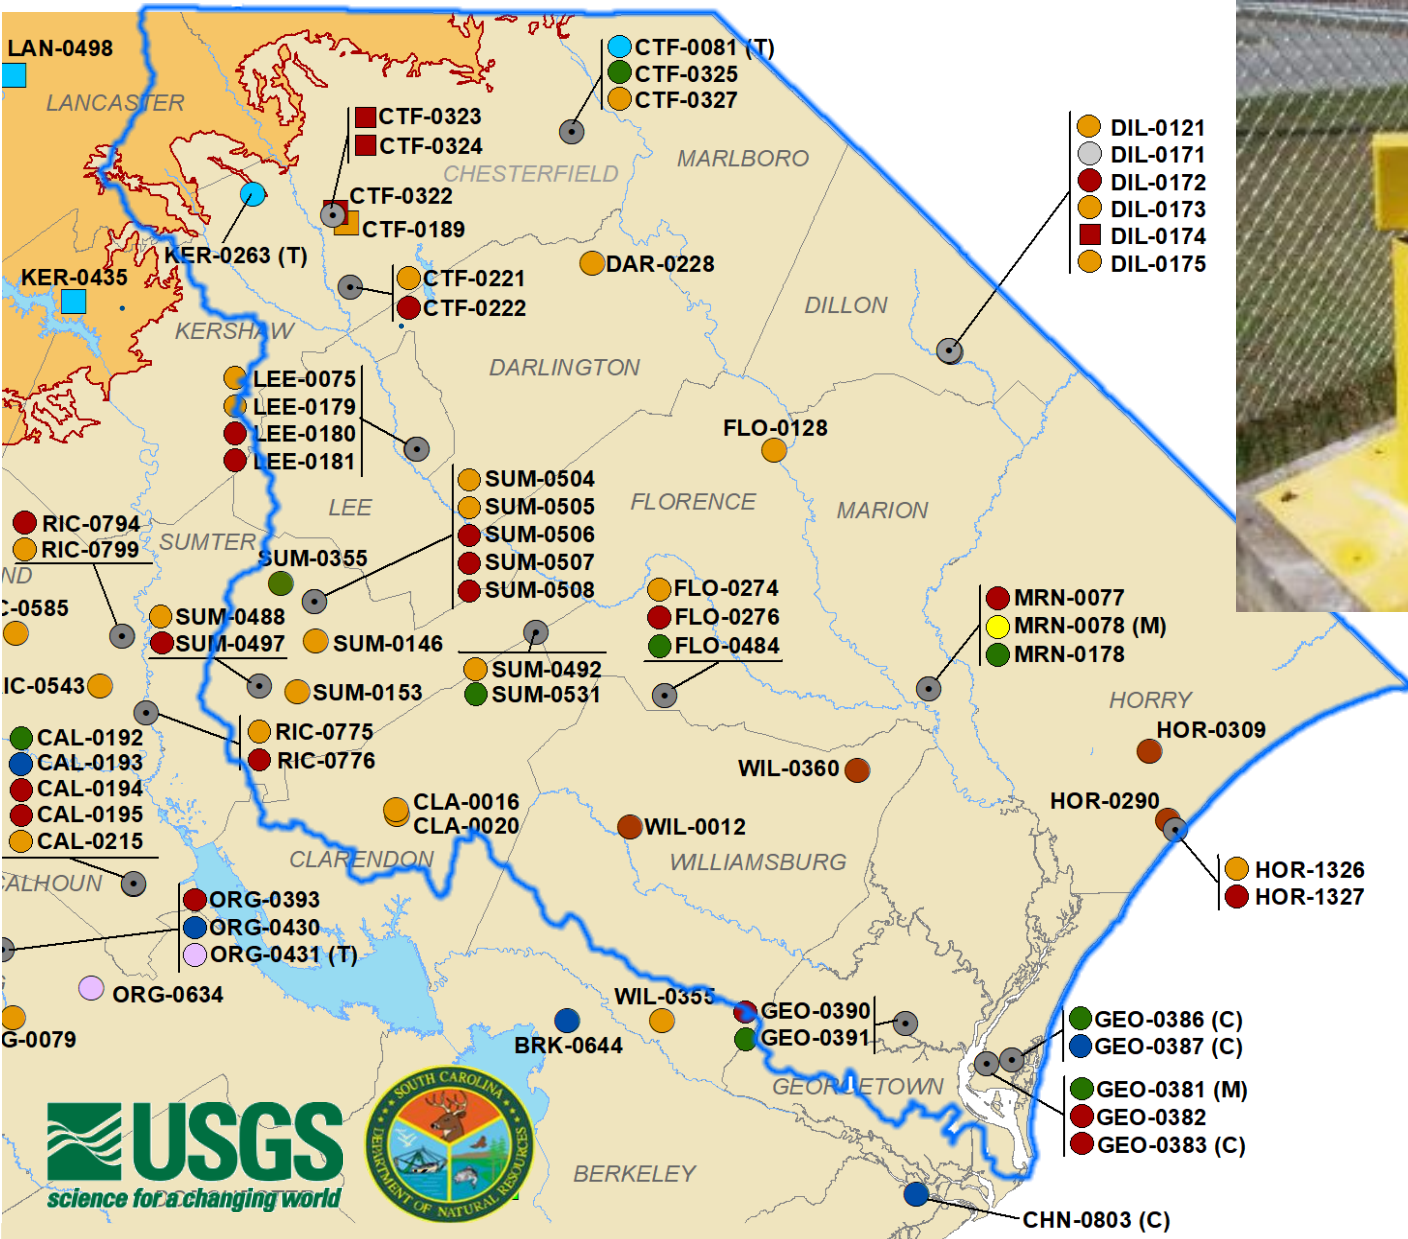 LAN-0498
LANCASTER
CTF-0081 (T)
CTF-0325
CTF-0327
CTF-0323
CTF-0324
CHESTERFIELD
MARLBORO
DIL-0121
DIL-0171
DIL-0172
DIL-0173
DIL-0174
DIL-0175
CTF-0322
CTF-0189
KER-0263 (T)
KER-0435
DAR-0228
CTF-0221
CTF-0222
DILLON
KERSHAW
DARLINGTON
LEE-0075
LEE-0179
LEE-0180
LEE-0181
FLO-0128
SUM-0504
SUM-0505
SUM-0506
SUM-0507
SUM-0508
LEE
FLORENCE
MARION
RIC-0794
RIC-0799
SUMTER
SUM-0355
ND
C-0585
SUM-0488
SUM-0497
SUM-0146
FLO-0274
FLO-0276
FLO-0484
MRN-0077
MRN-0078 (M)
MRN-0178
SUM-0492
SUM-0531
IC-0543
SUM-0153
HORRY
HOR-0309
RIC-0775
RIC-0776
CAL-0192
CAL-0193
CAL-0194
CAL-0195
CAL-0215
WIL-0360
HOR-0290
CLA-0016
CLA-0020
WIL-0012
CLARENDON
WILLIAMSBURG
HOR-1326
HOR-1327
ALHOUN
ORG-0393
ORG-0430
ORG-0431 (T)
ORG-0634
G-0079
WIL-0355
BRK-0644
GEO-0390
GEO-0391
GEO-0386 (C)
GEO-0387 (C)
GEORGETOWN
GEO-0381 (M)
GEO-0382
GEO-0383 (C)
USGS
science for a changing world
SOUTH CAROLINA
DEPARTMENT OF NATURAL RESOURCES
BERKELEY
CHN-0803 (C)